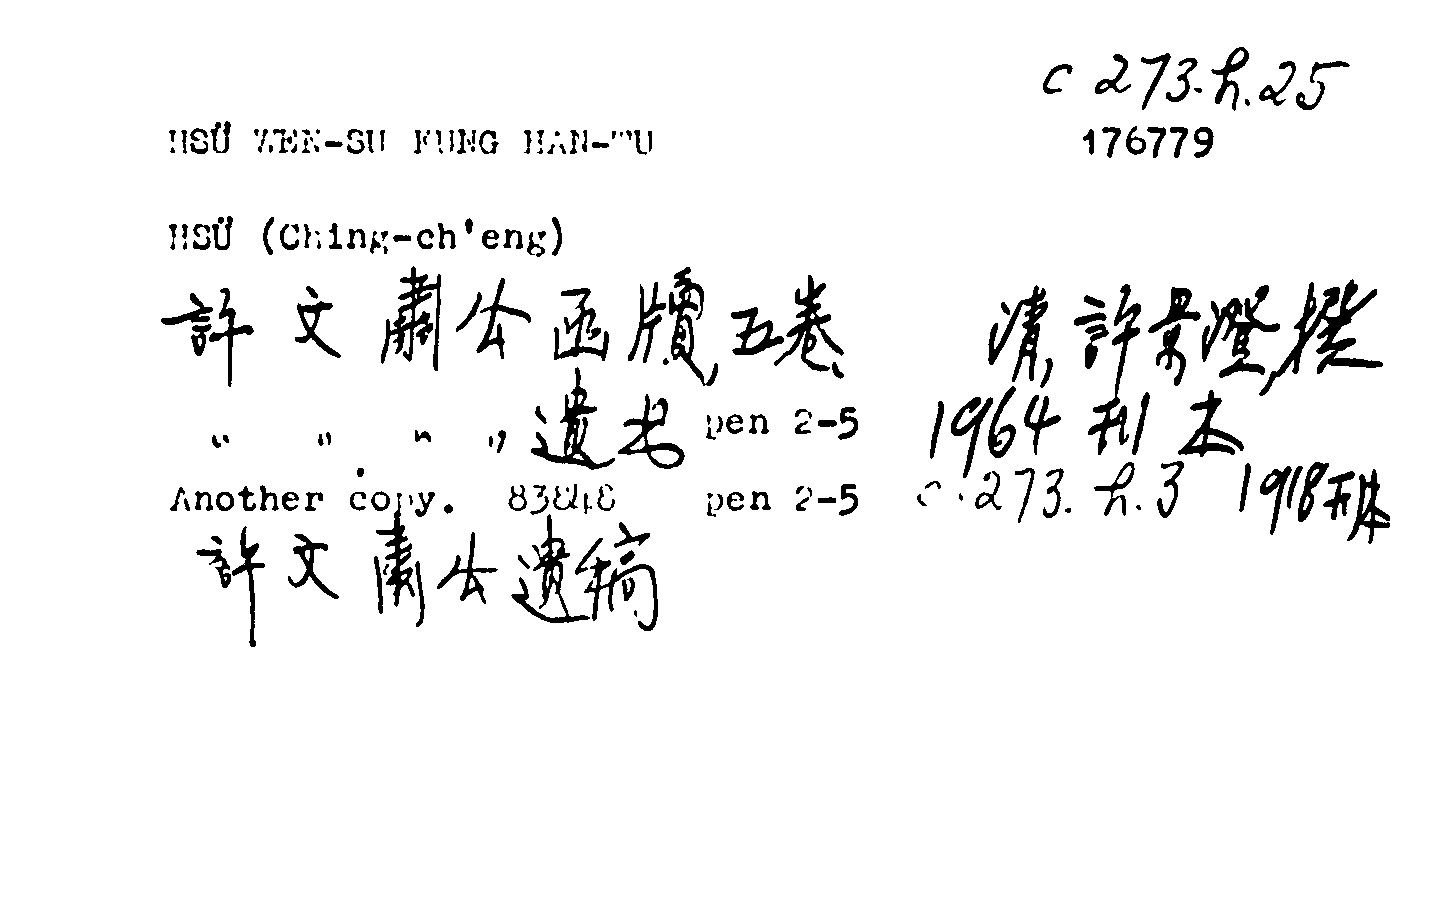 c 273.h.25
HSÜ WEN-SU KUNG HAN-TU 176779
HSÜ (Ching-ch'eng)
許文肅公函牘五卷 清許景澄撰
〃 〃 〃 〃 遺书 pen 2-5 1964 刊本
Another copy. 83848 pen 2-5 c.273.h.3 1918刊本
許文肅公遺稿